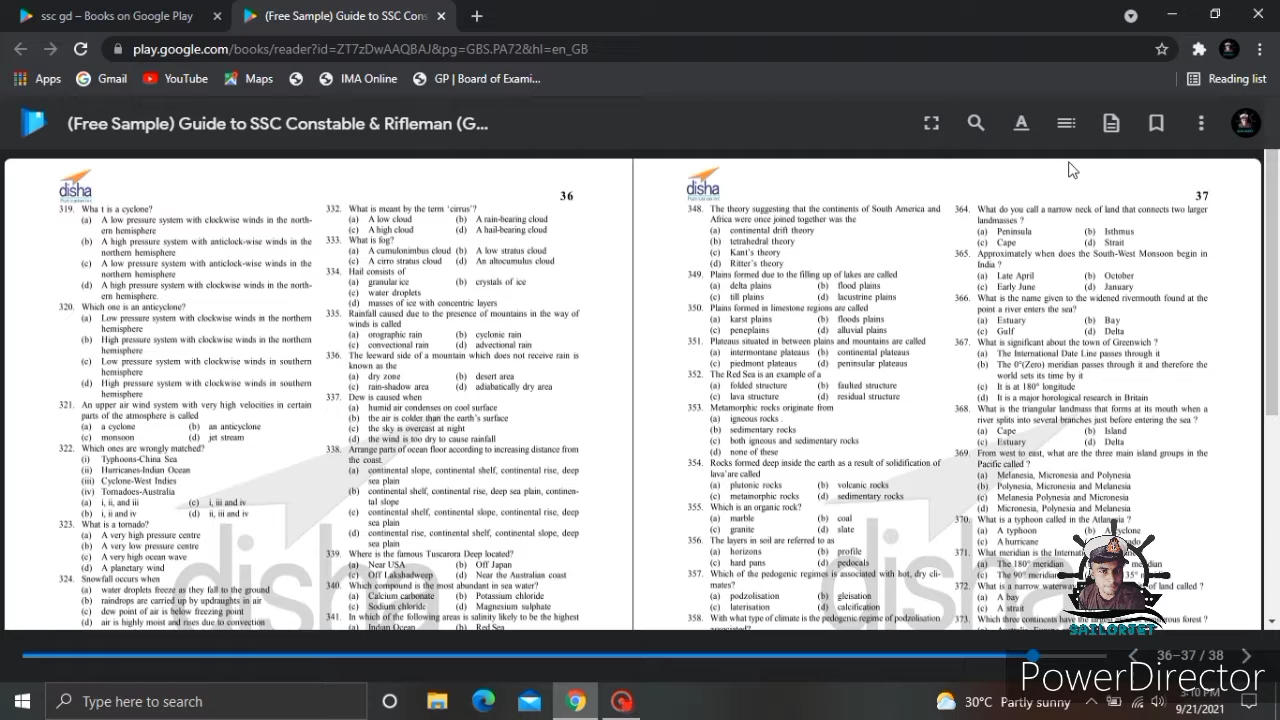 ssc gd – Books on Google Play
(Free Sample) Guide to SSC Cons
play.google.com/books/reader?id=ZT7zDwAAQBAJ&pg=GBS.PA72&hl=en_GB
Apps
Gmail
YouTube
Maps
IMA Online
GP | Board of Exami...
Reading list
(Free Sample) Guide to SSC Constable & Rifleman (G...
disha
36
319. Wha t is a cyclone?
(a) A low pressure system with clockwise winds in the north-
ern hemisphere
(b) A high pressure system with anticlock-wise winds in the
northern hemisphere
(c) A low pressure system with anticlock-wise winds in the
northern hemisphere
(d) A high pressure system with clockwise winds in the north-
ern hemisphere.
320. Which one is an anticyclone?
(a) Low pressure system with clockwise winds in the northern
hemisphere
(b) High pressure system with clockwise winds in the northern
hemisphere
(c) Low pressure system with clockwise winds in southern
hemisphere
(d) High pressure system with clockwise winds in southern
hemisphere
321. An upper air wind system with very high velocities in certain
parts of the atmosphere is called
(a) a cyclone (b) an anticyclone
(c) monsoon (d) jet stream
322. Which ones are wrongly matched?
(i) Typhoons-China Sea
(ii) Hurricanes-Indian Ocean
(iii) Cyclone-West Indies
(iv) Tornadoes-Australia
(a) i, ii, and iii (c) i, iii and iv
(b) i, ii and iv (d) ii, iii and iv
323. What is a tornado?
(a) A very high pressure centre
(b) A very low pressure centre
(c) A very high ocean wave
(d) A planetary wind
324. Snowfall occurs when
(a) water droplets freeze as they fall to the ground
(b) raindrops are carried up by updraughts in air
(c) dew point of air is below freezing point
(d) air is highly moist and rises due to convection
332. What is meant by the term 'cirrus'?
(a) A low cloud (b) A rain-bearing cloud
(c) A high cloud (d) A hail-bearing cloud
333. What is fog?
(a) A cumulonimbus cloud (b) A low stratus cloud
(c) A cirro stratus cloud (d) An altocumulus cloud
334. Hail consists of
(a) granular ice (b) crystals of ice
(c) water droplets
(d) masses of ice with concentric layers
335. Rainfall caused due to the presence of mountains in the way of
winds is called
(a) orographic rain (b) cyclonic rain
(c) convectional rain (d) advectional rain
336. The leeward side of a mountain which does not receive rain is
known as the
(a) dry zone (b) desert area
(c) rain-shadow area (d) adiabatically dry area
337. Dew is caused when
(a) humid air condenses on cool surface
(b) the air is colder than the earth's surface
(c) the sky is overcast at night
(d) the wind is too dry to cause rainfall
338. Arrange parts of ocean floor according to increasing distance from
the coast.
(a) continental slope, continental shelf, continental rise, deep
sea plain
(b) continental shelf, continental rise, deep sea plain, continen-
tal slope
(c) continental shelf, continental slope, continental rise, deep
sea plain
(d) continental rise, continental shelf, continental slope, deep
sea plain
339. Where is the famous Tuscarora Deep located?
(a) Near USA (b) Off Japan
(c) Off Lakshadweep (d) Near the Australian coast
340. Which compound is the most abundant in sea water?
(a) Calcium carbonate (b) Potassium chloride
(c) Sodium chloride (d) Magnesium sulphate
341. In which of the following areas is salinity likely to be the highest
(a) Indian Ocean (b) Red Sea
disha
37
348. The theory suggesting that the continents of South America and
Africa were once joined together was the
(a) continental drift theory
(b) tetrahedral theory
(c) Kant's theory
(d) Ritter's theory
349. Plains formed due to the filling up of lakes are called
(a) delta plains (b) flood plains
(c) till plains (d) lacustrine plains
350. Plains formed in limestone regions are called
(a) karst plains (b) floods plains
(c) peneplains (d) alluvial plains
351. Plateaus situated in between plains and mountains are called
(a) intermontane plateaus (b) continental plateaus
(c) piedmont plateaus (d) peninsular plateaus
352. The Red Sea is an example of a
(a) folded structure (b) faulted structure
(c) lava structure (d) residual structure
353. Metamorphic rocks originate from
(a) igneous rocks .
(b) sedimentary rocks
(c) both igneous and sedimentary rocks
(d) none of these
354. Rocks formed deep inside the earth as a result of solidification of
lava'are called
(a) plutonic rocks (b) volcanic rocks
(c) metamorphic rocks (d) sedimentary rocks
355. Which is an organic rock?
(a) marble (b) coal
(c) granite (d) slate
356. The layers in soil are referred to as
(a) horizons (b) profile
(c) hard pans (d) pedocals
357. Which of the pedogenic regimes is associated with hot, dry cli-
mates?
(a) podzolisation (b) gleisation
(c) laterisation (d) calcification
358. With what type of climate is the pedogenic regime of podzolisation
associated?
364. What do you call a narrow neck of land that connects two larger
landmasses ?
(a) Peninsula (b) Isthmus
(c) Cape (d) Strait
365. Approximately when does the South-West Monsoon begin in
India ?
(a) Late April (b) October
(c) Early June (d) January
366. What is the name given to the widened rivermouth found at the
point a river enters the sea?
(a) Estuary (b) Bay
(c) Gulf (d) Delta
367. What is significant about the town of Greenwich ?
(a) The International Date Line passes through it
(b) The 0°(Zero) meridian passes through it and therefore the
world sets its time by it
(c) It is at 180° longitude
(d) It is a major horological research in Britain
368. What is the triangular landmass that forms at its mouth when a
river splits into several branches just before entering the sea ?
(a) Cape (b) Island
(c) Estuary (d) Delta
369. From west to east, what are the three main island groups in the
Pacific called ?
(a) Melanesia, Micronesia and Polynesia
(b) Polynesia, Micronesia and Melanesia
(c) Melanesia Polynesia and Micronesia
(d) Micronesia, Polynesia and Melanesia
370. What is a typhoon called in the Atlantic ?
(a) A typhoon (b) A cyclone
(c) A hurricane
371. What meridian is the
(a) The 180° meridian
(c) The 90° meridian
372. What is a narrow of land called ?
(a) A bay
(c) A strait
373. Which three continents have the forest ?
disha
disha
SAILORJET
36-37 / 38
PowerDirector
Type here to search
30°C Partly sunny
3:10 PM
9/21/2021